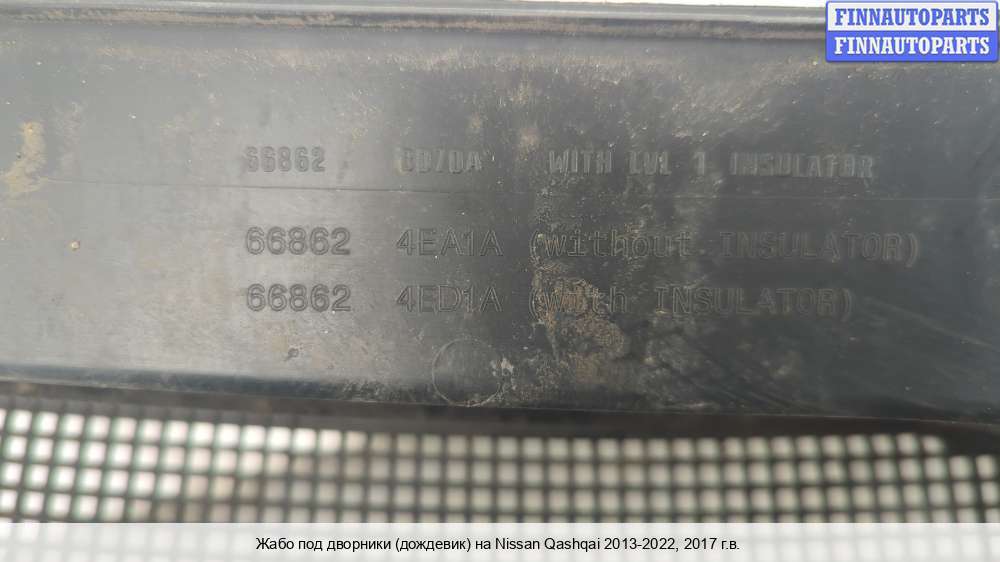 FINNAUTOPARTS
FINNAUTOPARTS
66862 WITH LVL 1 INSULATOR
66862 4EA1A (without INSULATOR)
66862 4ED1A (with INSULATOR)
Жабо под дворники (дождевик) на Nissan Qashqai 2013-2022, 2017 г.в.